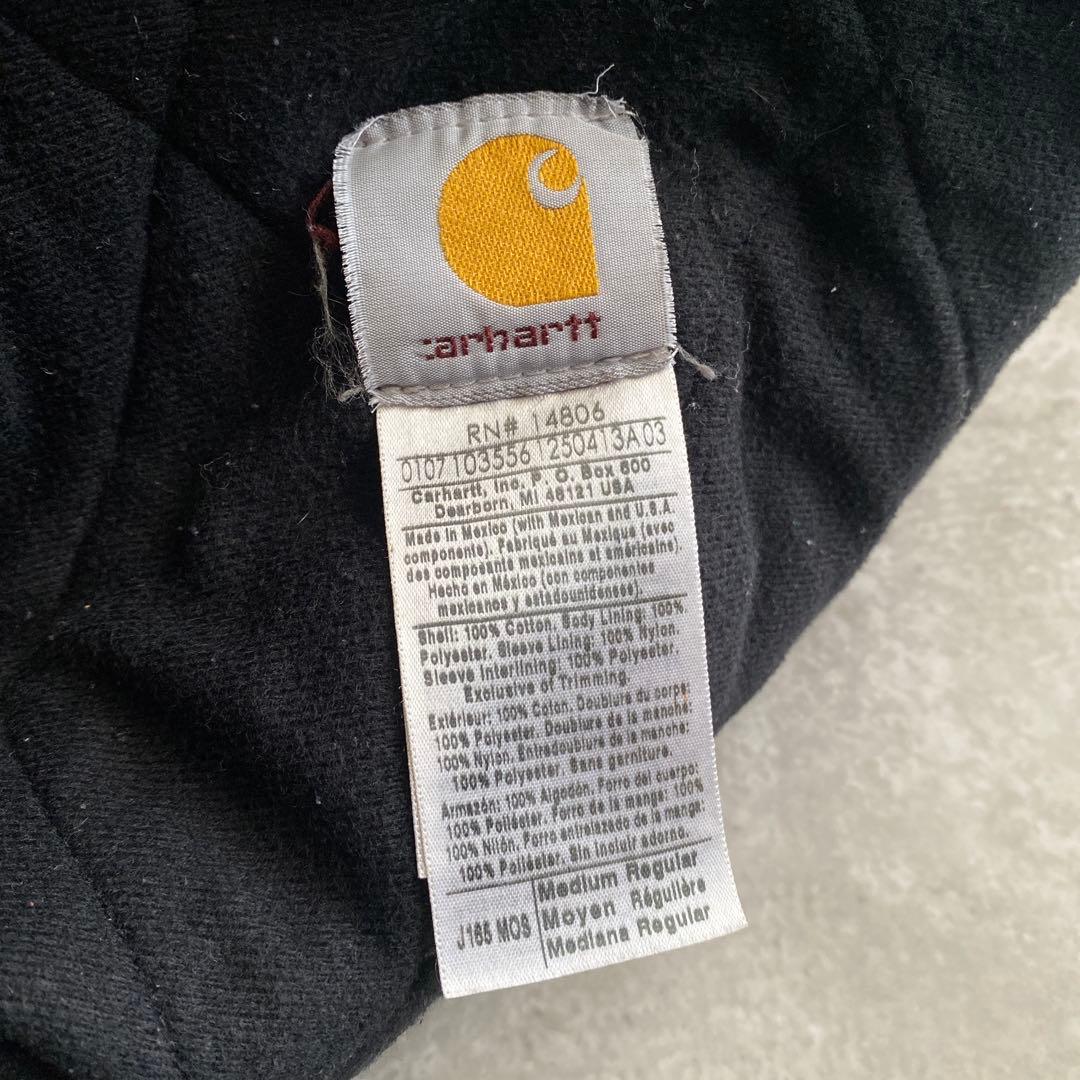 carhartt
RN# 14806
0107103556 1250413A03
Carhartt, Inc. P. O. Box 600
Dearborn, MI 48121 USA
Made in Mexico (with Mexican and U.S.A
componente). Fabriqué au Mexique (avec
des composants mexicains et américains).
Hecho en México (con componentes
mexicanos y estadounidenses).
Shell: 100% Cotton. Body Lining: 100%
Polyester. Sleeve Lining: 100% Nylon.
Sleeve Interlining: 100% Polyester.
Exclusive of Trimming.
Extérieur: 100% Coton. Doublure du corps:
100% Polyester. Doublure de la manche:
100% Nylon. Entredoublure de la manche:
100% Polyester. Sans garniture.
Armazón: 100% Algodón. Forro del cuerpo:
100% Poliéster. Forro de la manga: 100%
100% Nilón. Forro entrelazado de la manga:
100% Poliéster. Sin incluir adorno.
J165 MOS
Medium Regular
Moyen Régulière
Mediana Regular